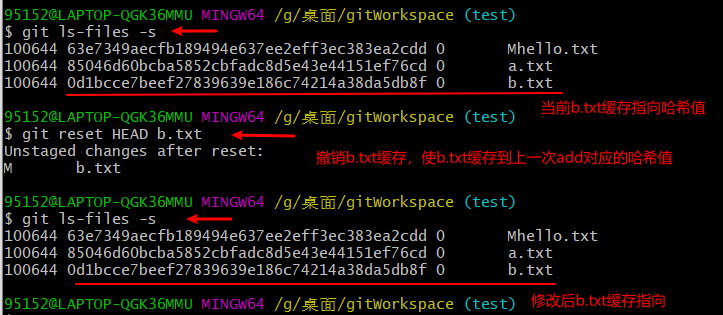 95152@LAPTOP-QGK36MMU MINGW64 /g/桌面/gitWorkspace (test)
$ git ls-files -s
100644 63e7349aecfb189494e637ee2eff3ec383ea2cdd 0 Mhello.txt
100644 85046d60bcba5852cbfadc8d5e43e44151ef76cd 0 a.txt
100644 0d1bcce7beef27839639e186c74214a38da5db8f 0 b.txt
当前b.txt缓存指向哈希值
95152@LAPTOP-QGK36MMU MINGW64 /g/桌面/gitWorkspace (test)
$ git reset HEAD b.txt
Unstaged changes after reset:
撤销b.txt缓存，使b.txt缓存到上一次add对应的哈希值
M b.txt
95152@LAPTOP-QGK36MMU MINGW64 /g/桌面/gitWorkspace (test)
$ git ls-files -s
100644 63e7349aecfb189494e637ee2eff3ec383ea2cdd 0 Mhello.txt
100644 85046d60bcba5852cbfadc8d5e43e44151ef76cd 0 a.txt
100644 0d1bcce7beef27839639e186c74214a38da5db8f 0 b.txt
95152@LAPTOP-QGK36MMU MINGW64 /g/桌面/gitWorkspace (test)
修改后b.txt缓存指向